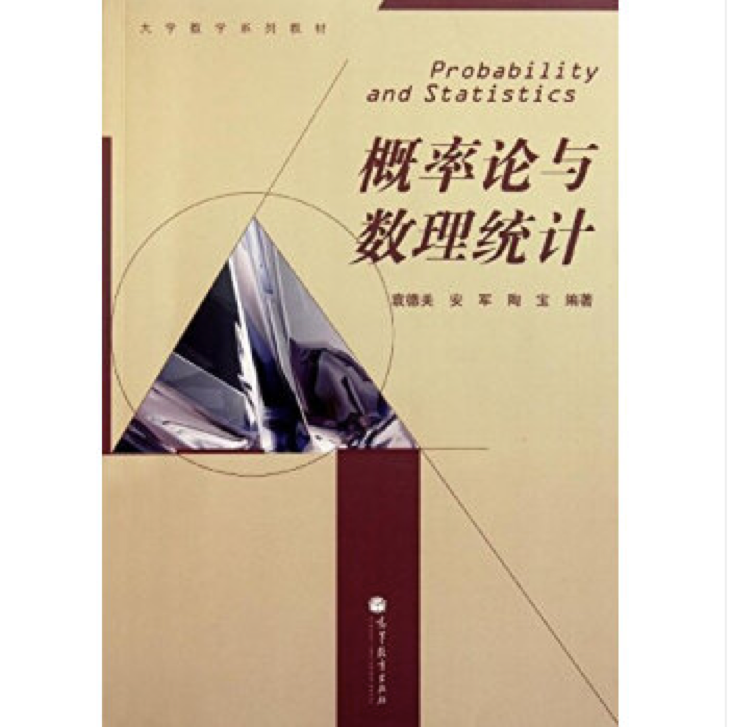 大学数学系列教材
Probability
and Statistics
概率论与
数理统计
袁德美 安军 陶宝 编著
高等教育出版社